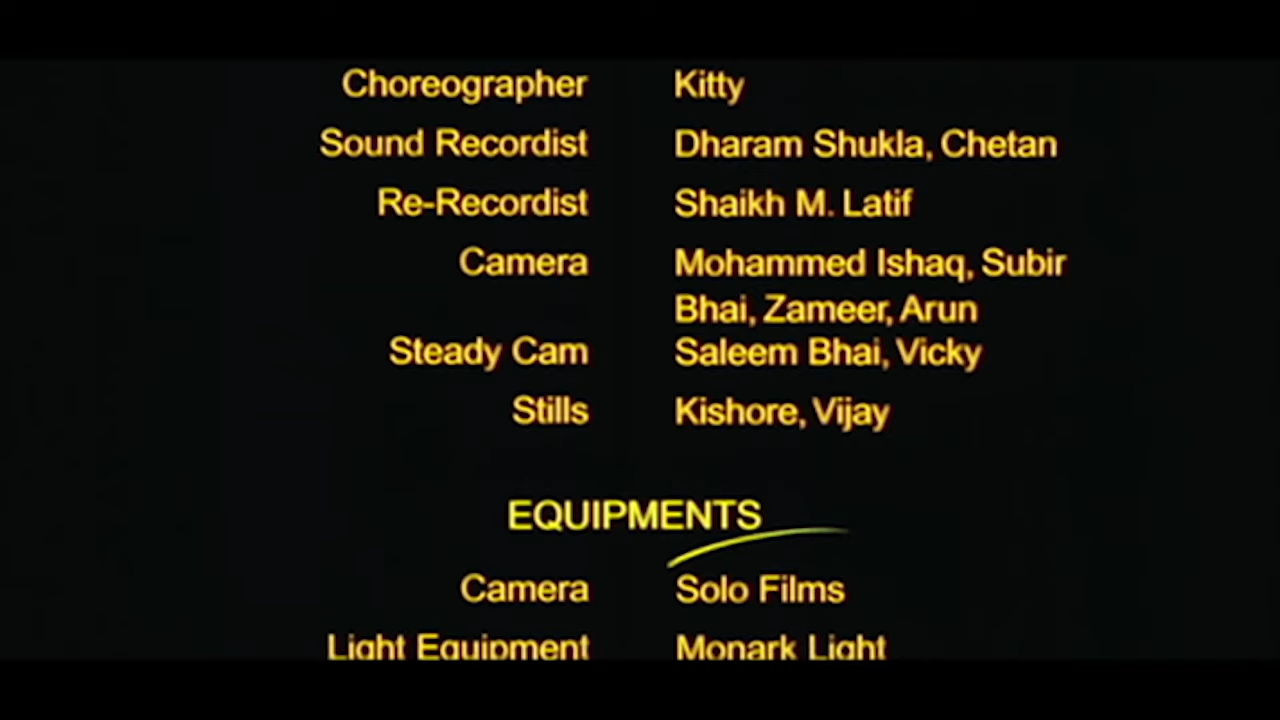 Choreographer Kitty
Sound Recordist Dharam Shukla, Chetan
Re-Recordist Shaikh M. Latif
Camera Mohammed Ishaq, Subir
Bhai, Zameer, Arun
Steady Cam Saleem Bhai, Vicky
Stills Kishore, Vijay
EQUIPMENTS
Camera Solo Films
Light Equipment Monark Light